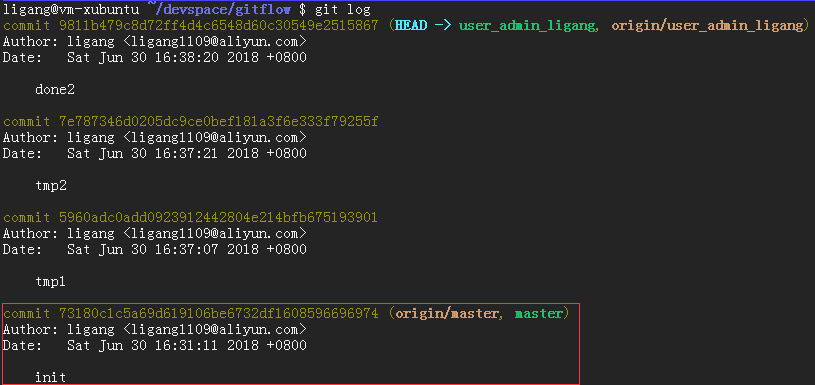 ligang@vm-xubuntu ~/devspace/gitflow $ git log
commit 9811b479c8d72ff4d4c6548d60c30549e2515867 (HEAD -> user_admin_ligang, origin/user_admin_ligang)
Author: ligang <ligang1109@aliyun.com>
Date:   Sat Jun 30 16:38:20 2018 +0800
done2
commit 7e787346d0205dc9ce0bef181a3f6e333f79255f
Author: ligang <ligang1109@aliyun.com>
Date:   Sat Jun 30 16:37:21 2018 +0800
tmp2
commit 5960adc0add0923912442804e214bfb675193901
Author: ligang <ligang1109@aliyun.com>
Date:   Sat Jun 30 16:37:07 2018 +0800
tmp1
commit 73180c1c5a69d619106be6732df1608596696974 (origin/master, master)
Author: ligang <ligang1109@aliyun.com>
Date:   Sat Jun 30 16:31:11 2018 +0800
init